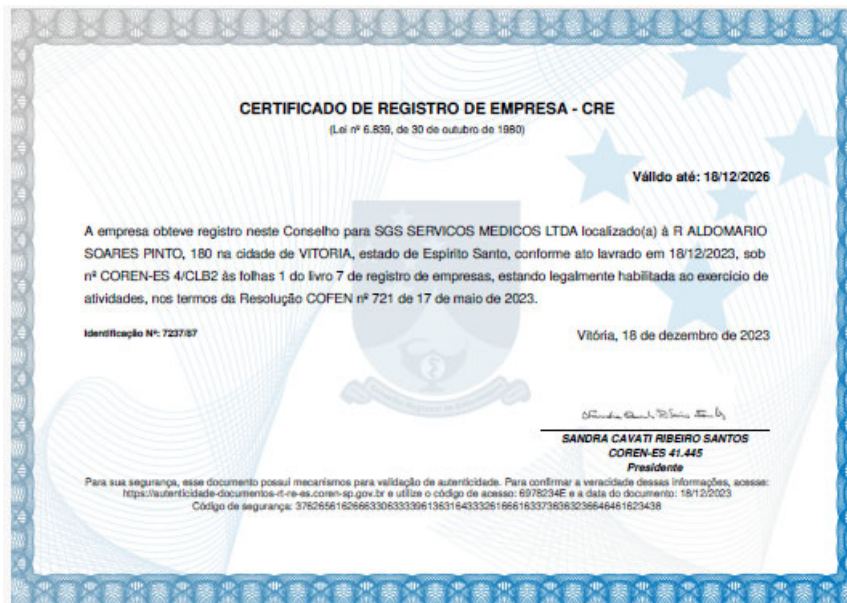 CERTIFICADO DE REGISTRO DE EMPRESA - CRE
(Lei nº 6.839, de 30 de outubro de 1980)
Válido até: 18/12/2026
A empresa obteve registro neste Conselho para SGS SERVICOS MEDICOS LTDA localizado(a) à R ALDOMARIO
SOARES PINTO, 180 na cidade de VITORIA, estado de Espírito Santo, conforme ato lavrado em 18/12/2023, sob
nº COREN-ES 4/CLB2 às folhas 1 do livro 7 de registro de empresas, estando legalmente habilitada ao exercício de
atividades, nos termos da Resolução COFEN nº 721 de 17 de maio de 2023.
Identificação Nº: 7237/87
Vitória, 18 de dezembro de 2023
SANDRA CAVATI RIBEIRO SANTOS
COREN-ES 41.445
Presidente
Para sua segurança, esse documento possui mecanismos para validação de autenticidade. Para confirmar a veracidade dessas informações, acesse:
https://autenticidade-documentos-rt-re-es.coren-sp.gov.br e utilize o código de acesso: 6978234E e a data do documento: 18/12/2023
Código de segurança: